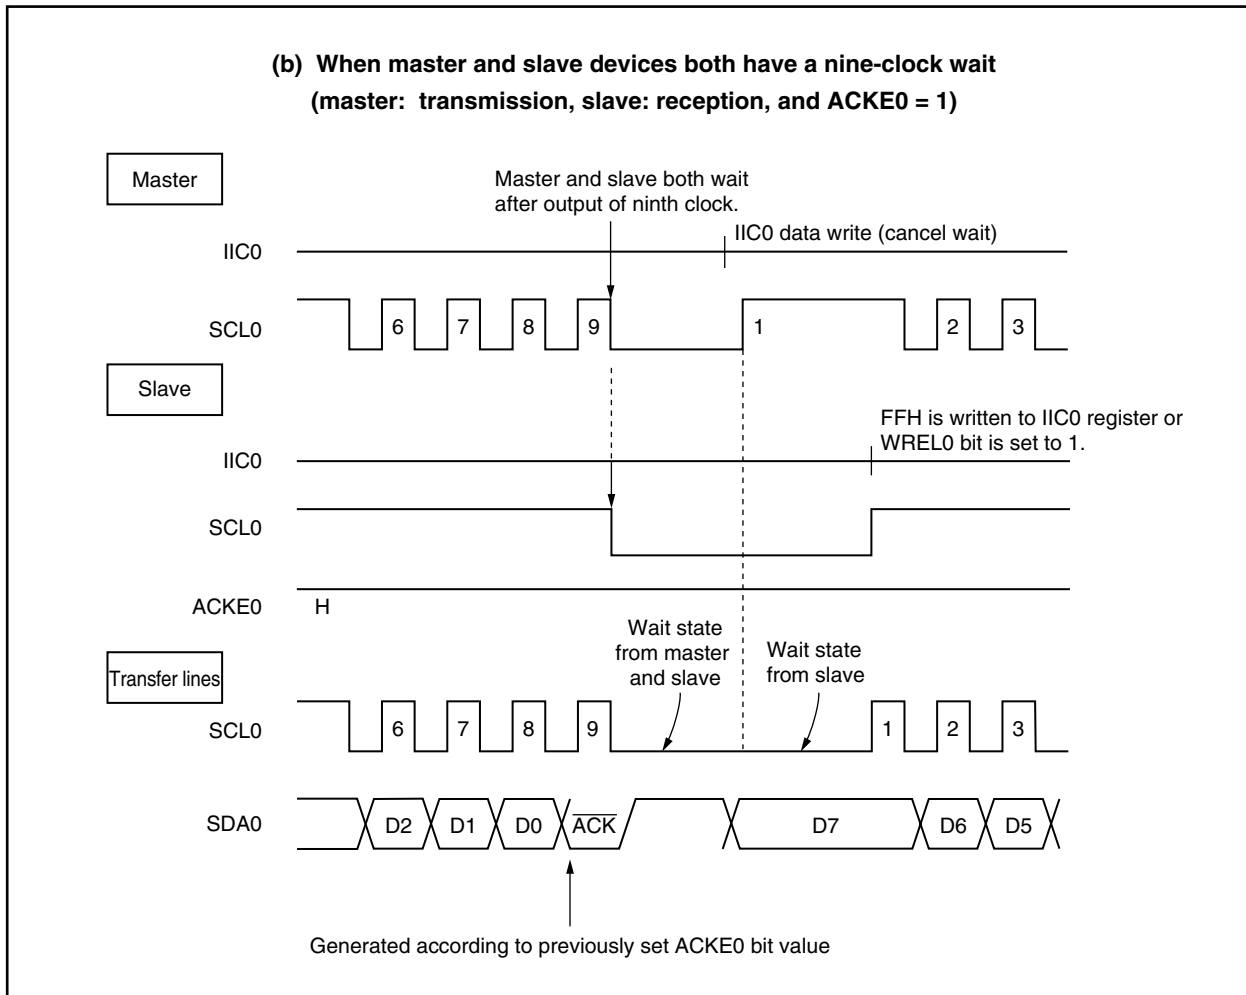 (b) When master and slave devices both have a nine-clock wait
(master: transmission, slave: reception, and ACKE0 = 1)
Master
Master and slave both wait
after output of ninth clock.
IIC0 data write (cancel wait)
IIC0
SCL0
6 7 8 9 1 2 3
Slave
FFH is written to IIC0 register or
WREL0 bit is set to 1.
IIC0
SCL0
ACKE0 H
Wait state
from master
and slave
Wait state
from slave
Transfer lines
SCL0
6 7 8 9 1 2 3
SDA0
D2 D1 D0 ACK D7 D6 D5
Generated according to previously set ACKE0 bit value